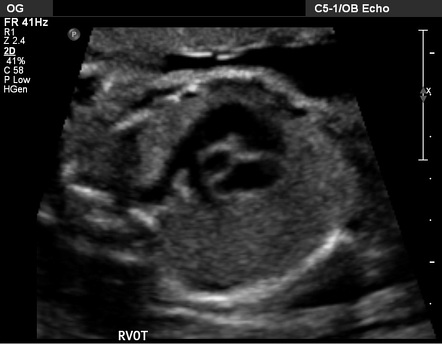 OG
C5-1/OB Echo
FR 41Hz
R1
Z 2.4
2D
41%
C 58
P Low
HGen
P
X
RVOT